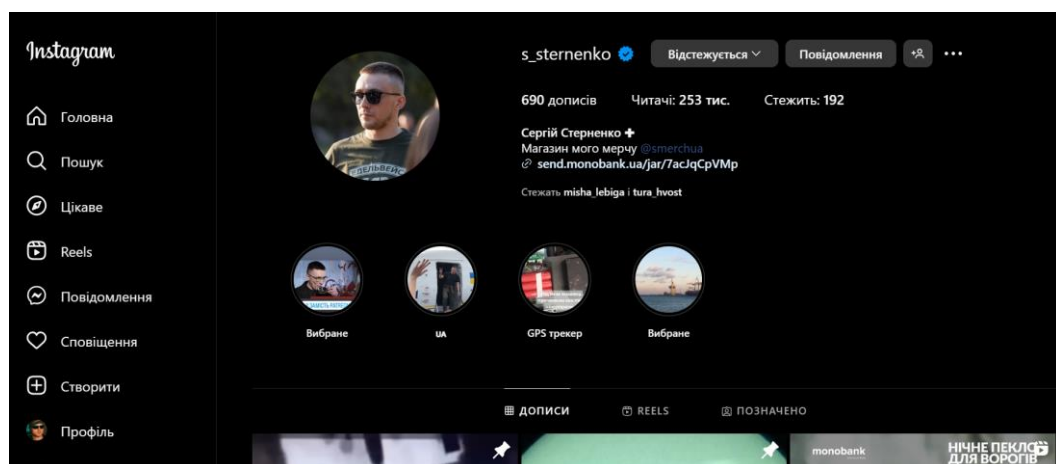 Instagram
Головна
Пошук
Цікаве
Reels
Повідомлення
Сповіщення
Створити
Профіль
s_sternenko
Відстежується
Повідомлення
690 дописів Читачі: 253 тис. Стежить: 192
Сергій Стерненко
Магазин мого мерчу @smerchua
send.monobank.ua/jar/7acJqCpVMp
Стежать misha_lebiga і tura_hvost
Вибране
UA
GPS трекер
Вибране
ДОПИСИ
REELS
ПОЗНАЧЕНО
monobank
НІЧНЕ ПЕКЛО
ДЛЯ ВОРОГІВ